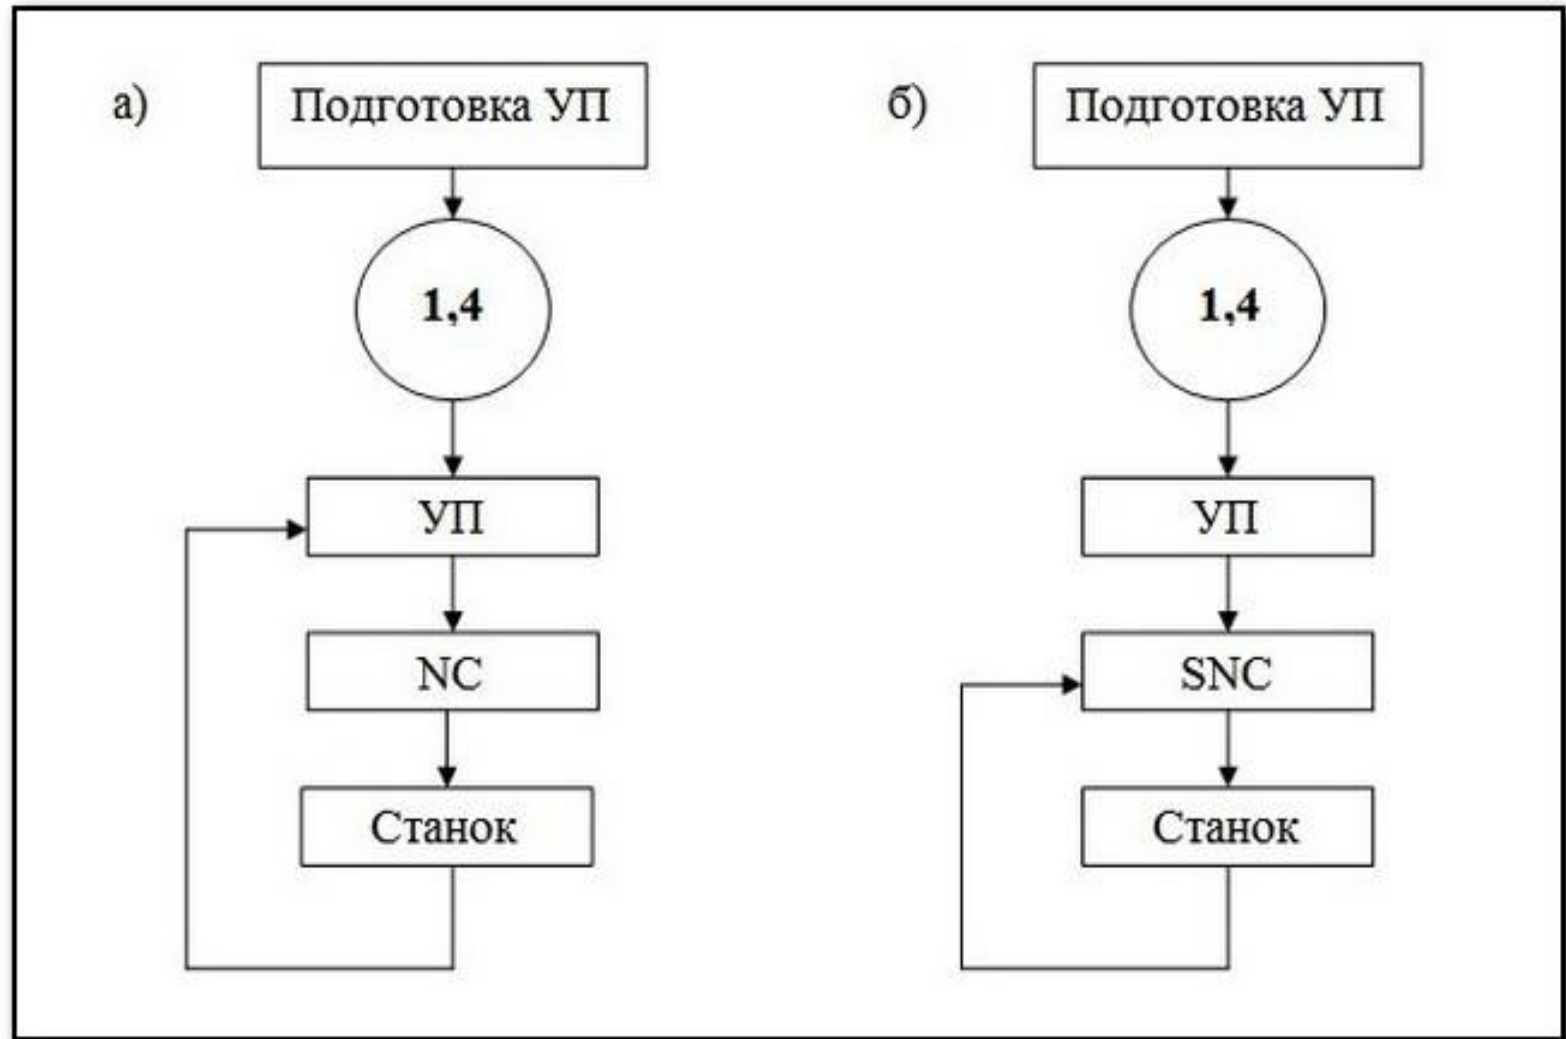 а)
Подготовка УП
1,4
УП
NC
Станок
б)
Подготовка УП
1,4
УП
SNC
Станок